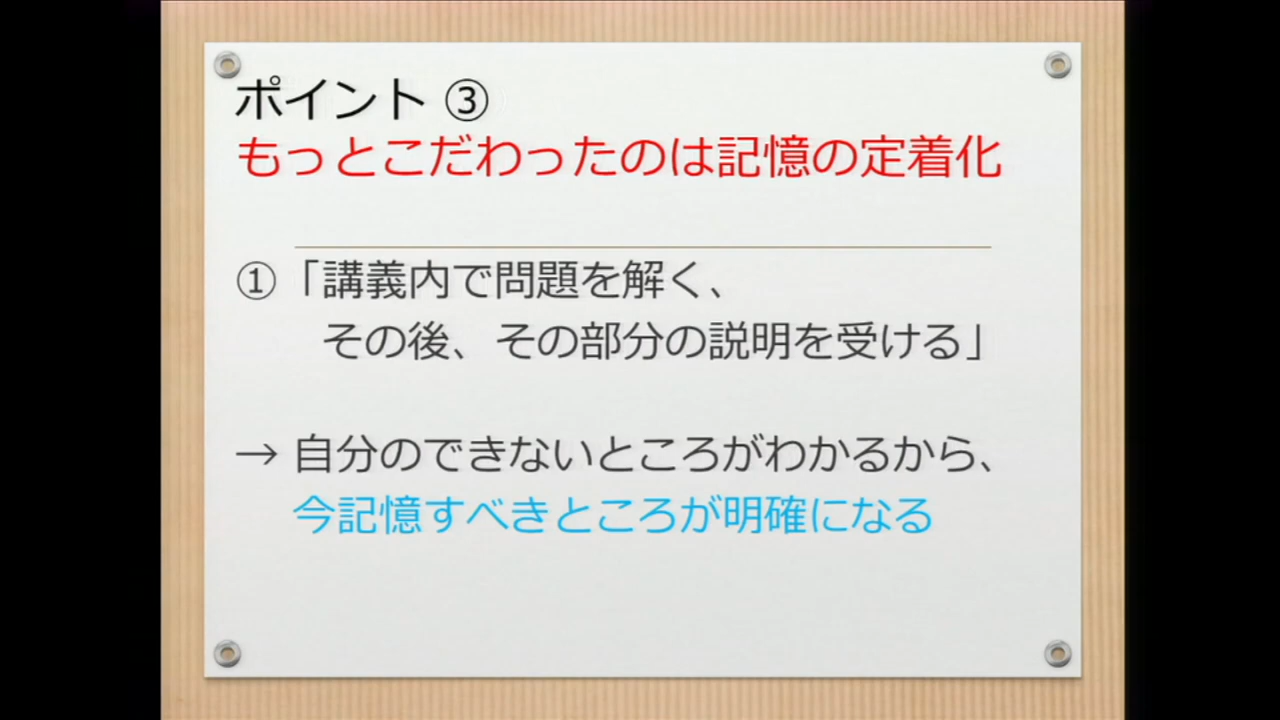 ポイント ③
もっとこだわったのは記憶の定着化
①「講義内で問題を解く、
その後、その部分の説明を受ける」
→ 自分のできないところがわかるから、
今記憶すべきところが明確になる